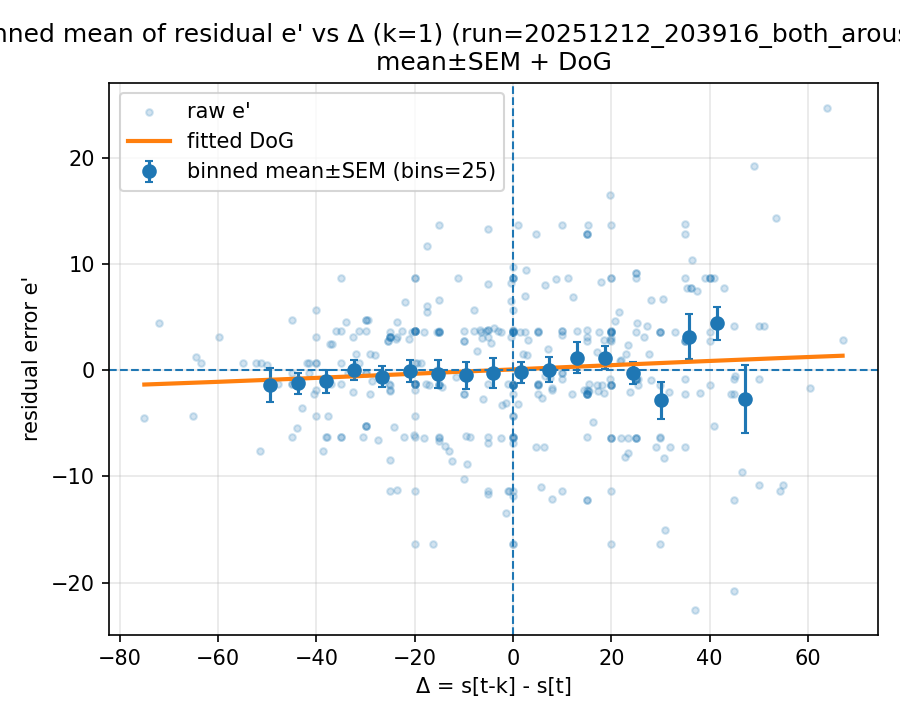 nned mean of residual e' vs Δ (k=1) (run=20251212_203916_both_arous
mean±SEM + DoG
raw e'
fitted DoG
binned mean±SEM (bins=25)
residual error e'
20
10
0
−10
−20
−80
−60
−40
−20
0
20
40
60
Δ = s[t-k] - s[t]